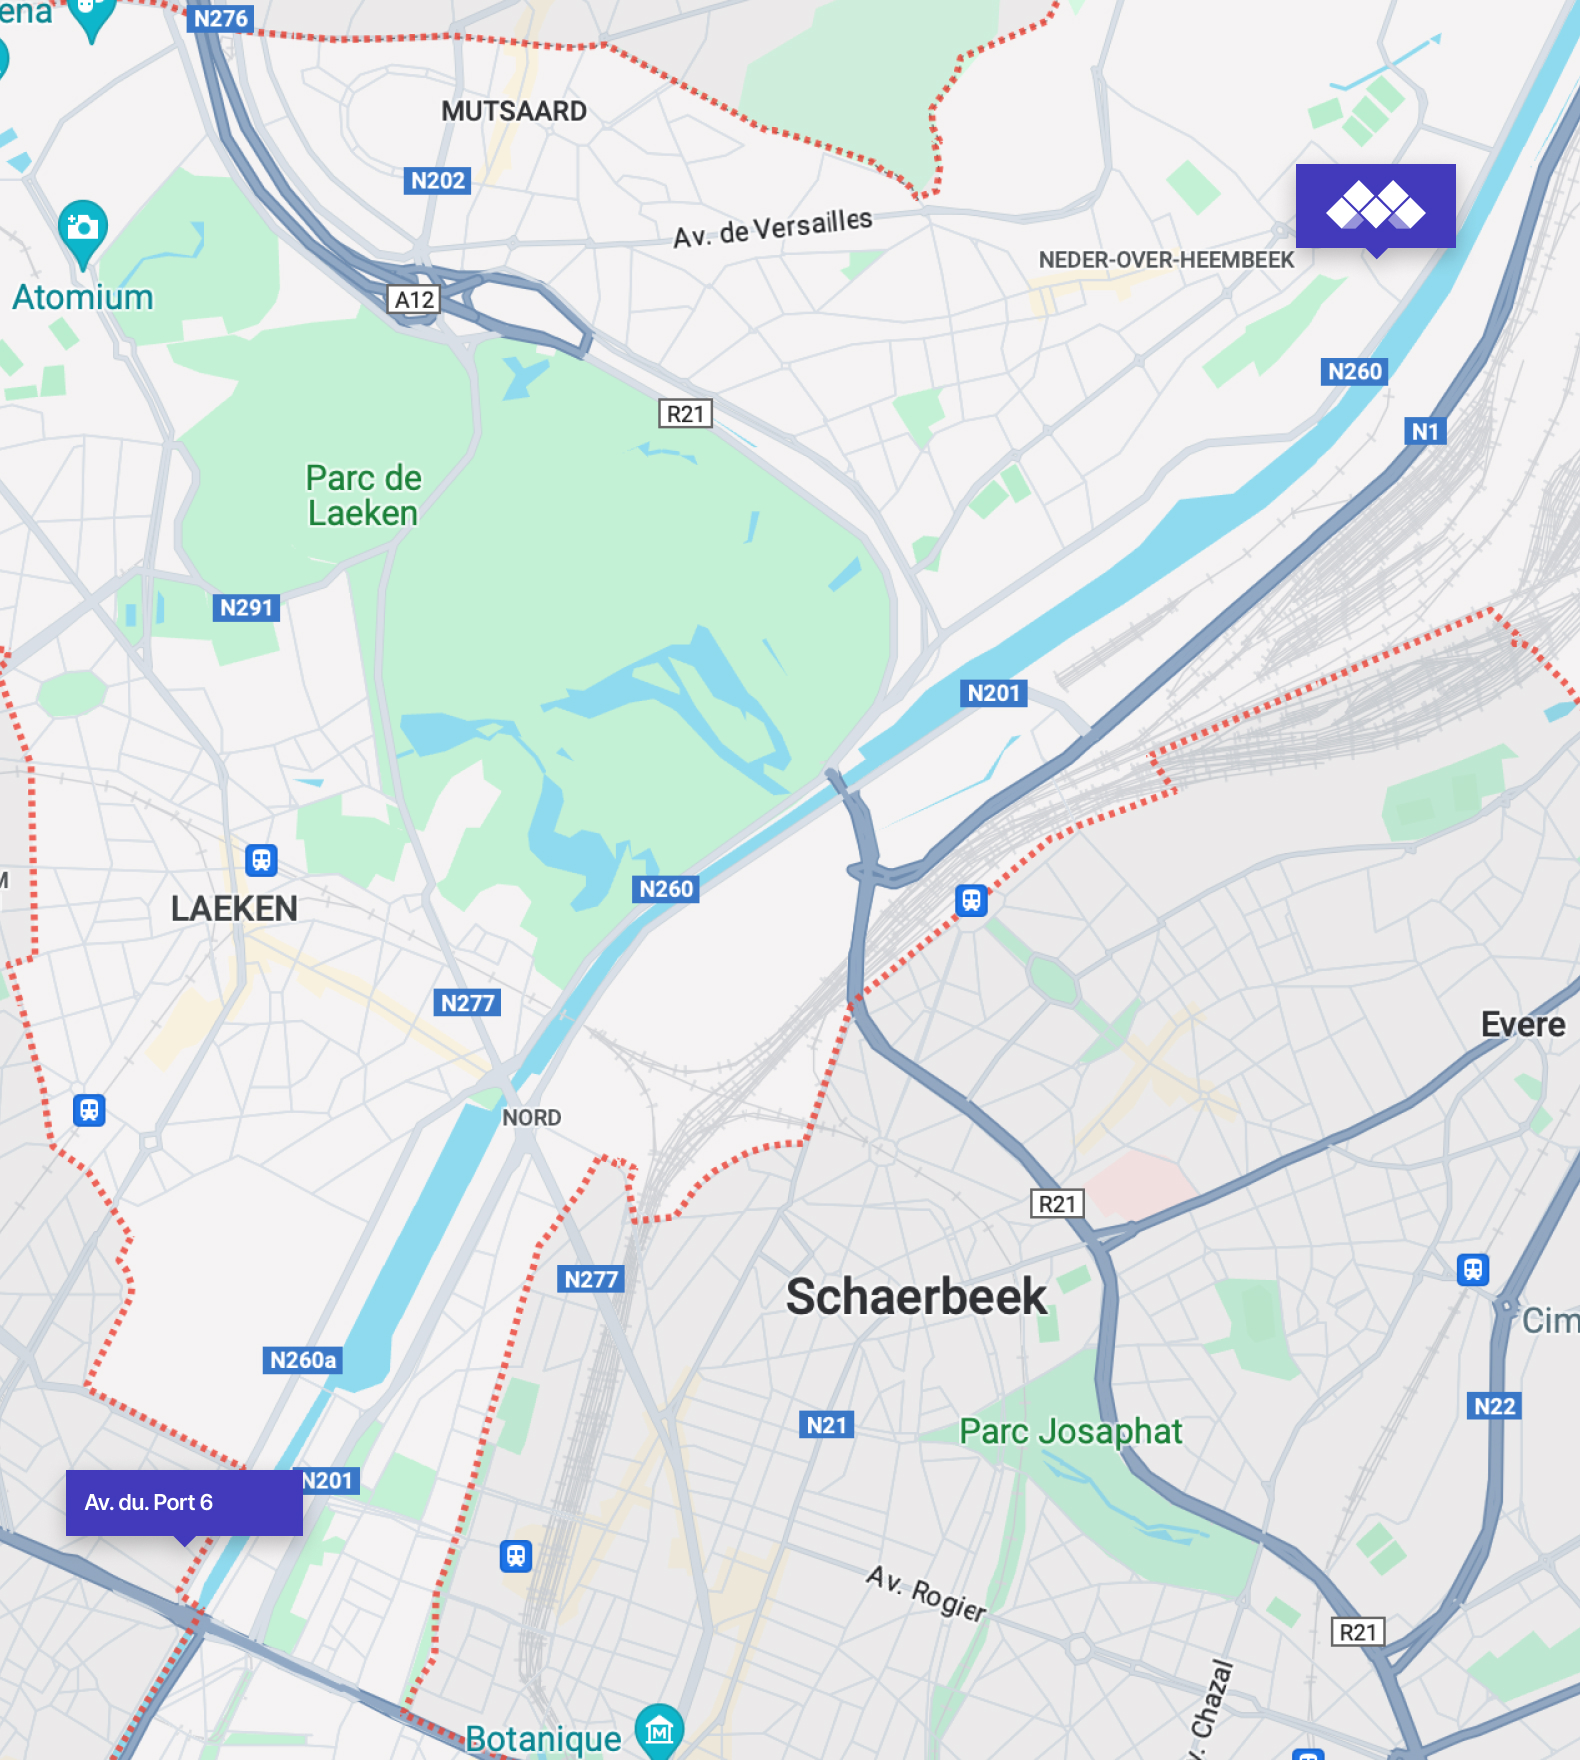 ena
N276
MUTSAARD
N202
Av. de Versailles
NEDER-OVER-HEEMBEEK
Atomium
A12
N260
R21
N1
Parc de
Laeken
N291
N201
M
LAEKEN
N260
N277
Evere
NORD
R21
N277
Schaerbeek
Cim
N260a
N22
N21
Parc Josaphat
N201
Av. du. Port 6
Av. Rogier
R21
v. Chazal
Botanique
M